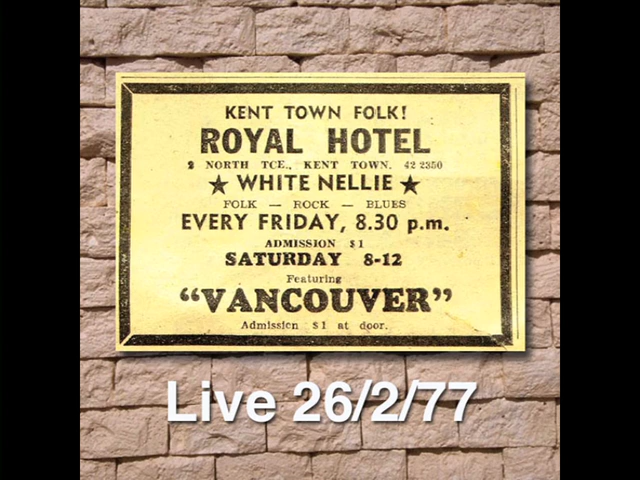 KENT TOWN FOLK!
ROYAL HOTEL
2 NORTH TCE., KENT TOWN. 42 2350
★ WHITE NELLIE ★
FOLK — ROCK — BLUES
EVERY FRIDAY, 8.30 p.m.
ADMISSION $1
SATURDAY 8-12
Featuring
“VANCOUVER”
Admission $1 at door.
Live 26/2/77